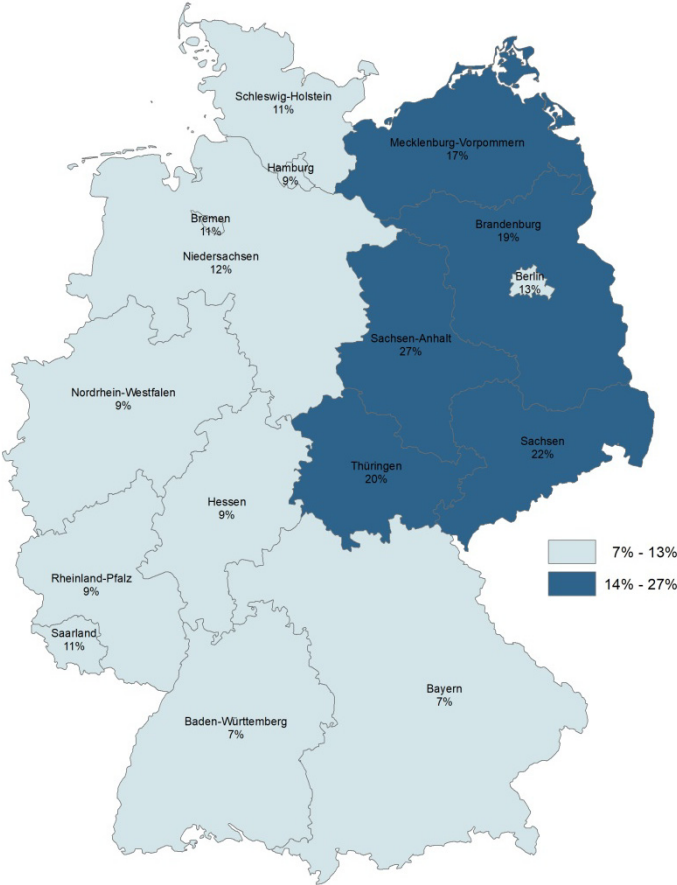 Schleswig-Holstein
11%
Mecklenburg-Vorpommern
17%
Hamburg
9%
Bremen
11%
Brandenburg
19%
Niedersachsen
12%
Berlin
13%
Sachsen-Anhalt
27%
Nordrhein-Westfalen
9%
Sachsen
22%
Thüringen
20%
Hessen
9%
7% - 13%
14% - 27%
Rheinland-Pfalz
9%
Saarland
11%
Bayern
7%
Baden-Württemberg
7%